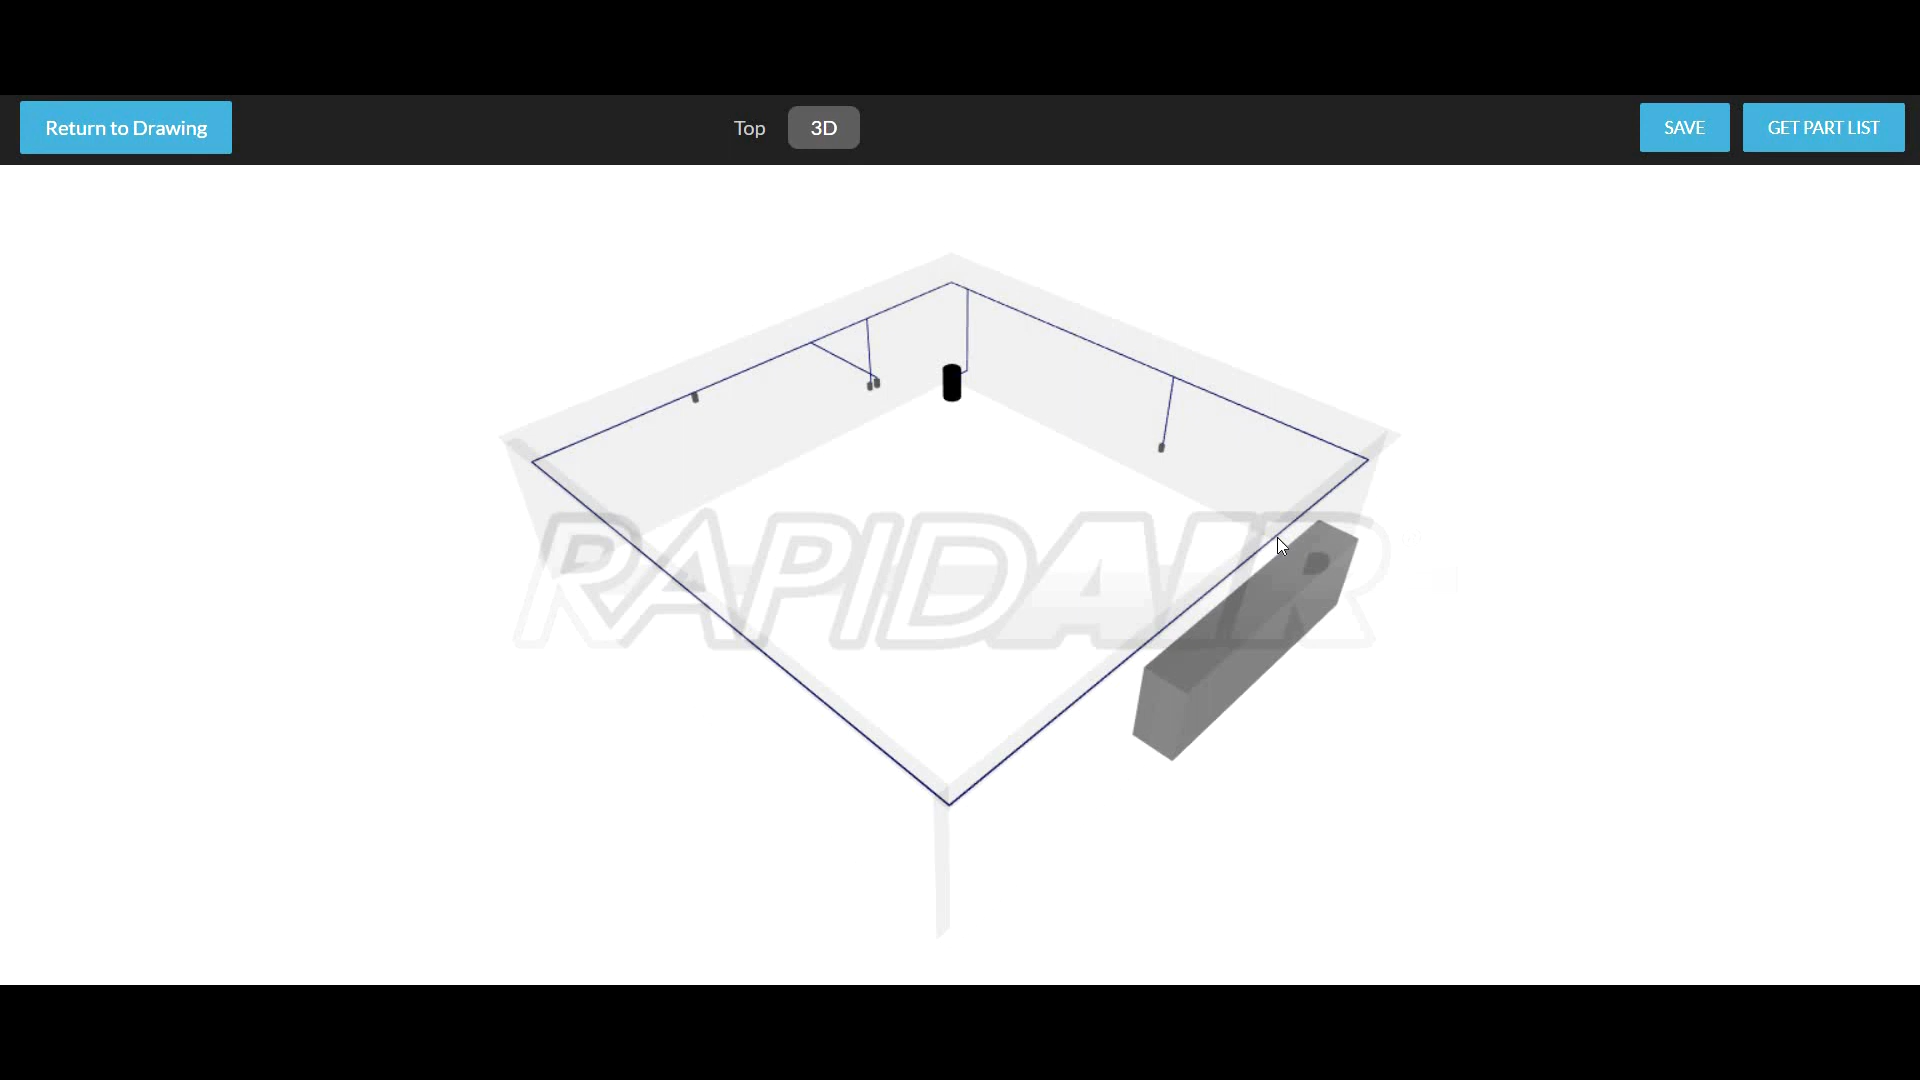 Return to Drawing
Top
3D
SAVE
GET PART LIST
RAPIDAIR